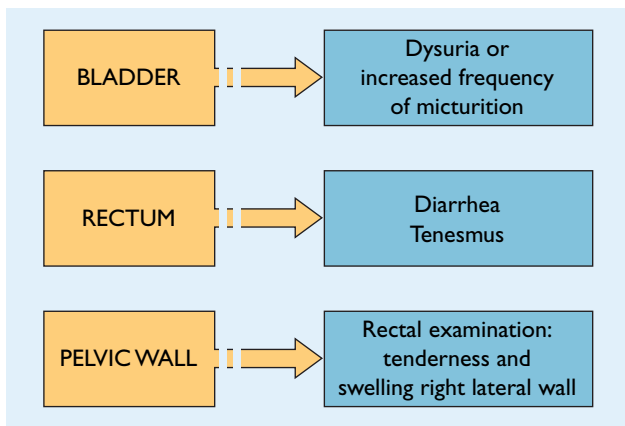 BLADDER
Dysuria or
increased frequency
of micturition
RECTUM
Diarrhea
Tenesmus
PELVIC WALL
Rectal examination:
tenderness and
swelling right lateral wall